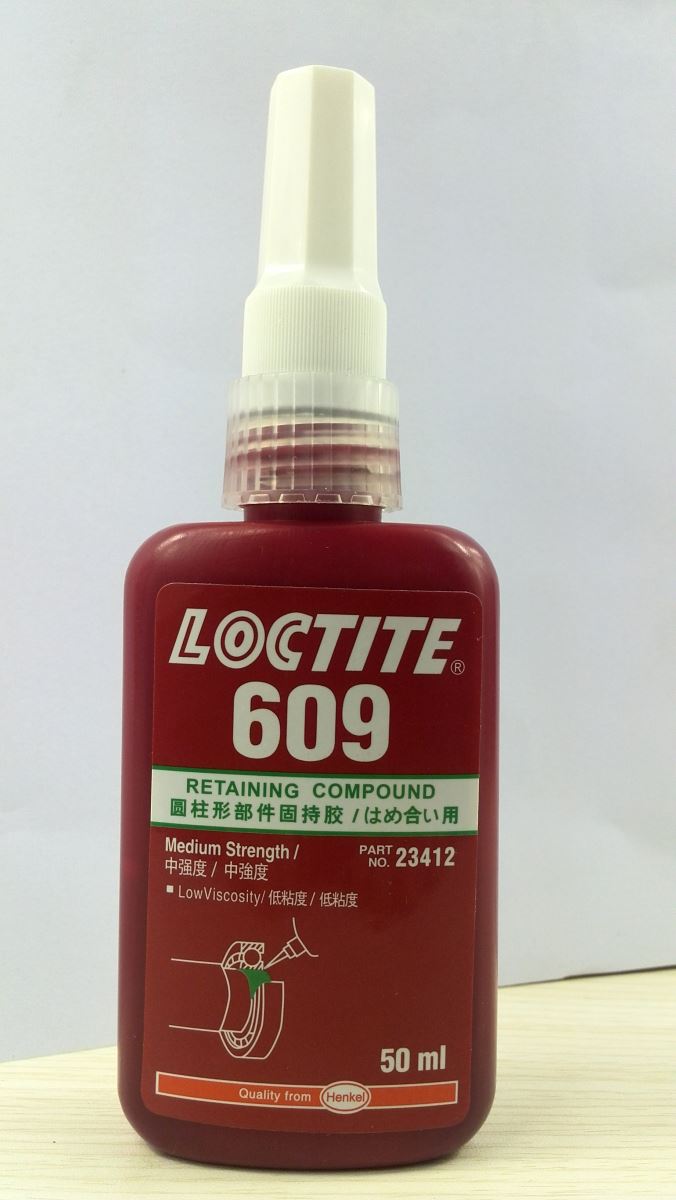 LOCTITE®
609
RETAINING COMPOUND
圆柱形部件固持胶 / はめ合い用
Medium Strength /
中强度 / 中強度
PART
NO. 23412
■ LowViscosity/ 低粘度 / 低粘度
50 ml
Quality from Henkel